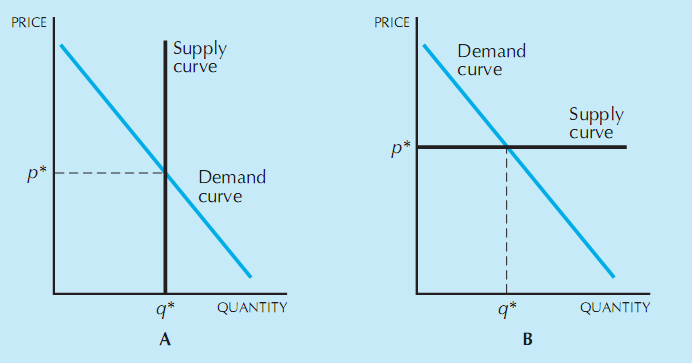 PRICE
Supply
curve
p*
Demand
curve
q*
QUANTITY
A
PRICE
Demand
curve
Supply
curve
p*
q*
QUANTITY
B